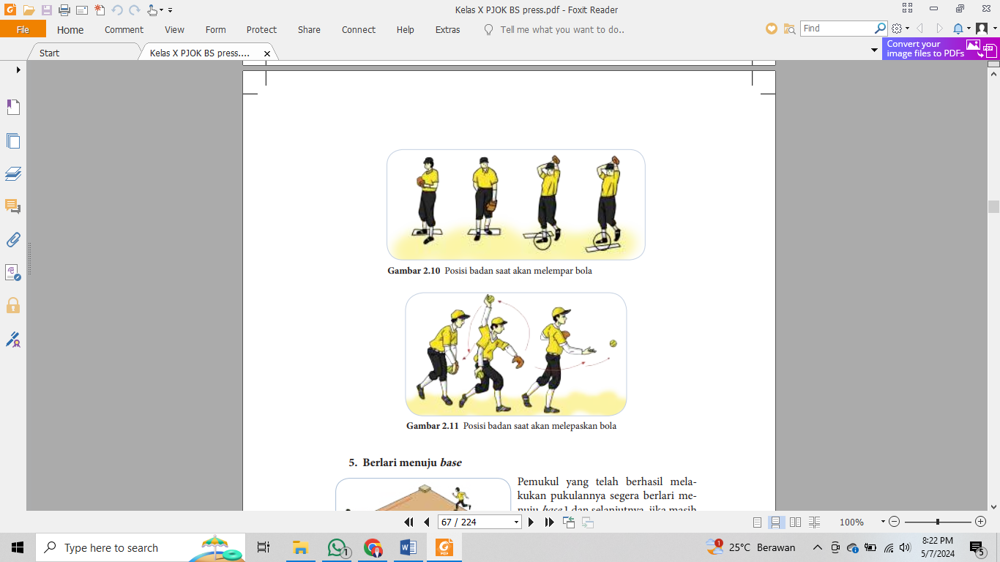 Kelas X PJOK BS press.pdf - Foxit Reader
File Home Comment View Form Protect Share Connect Help Extras Tell me what you want to do.. Find
Start Kelas X PJOK BS press....
Convert your
image files to PDFs
Gambar 2.10 Posisi badan saat akan melempar bola
Gambar 2.11 Posisi badan saat akan melepaskan bola
5. Berlari menuju base
Pemukul yang telah berhasil mela-
kukan pukulannya segera berlari me-
nuju base 1 dan selanjutnya, jika masih
67 / 224 100%
Type here to search
1
1
25°C Berawan
8:22 PM
5/7/2024
5